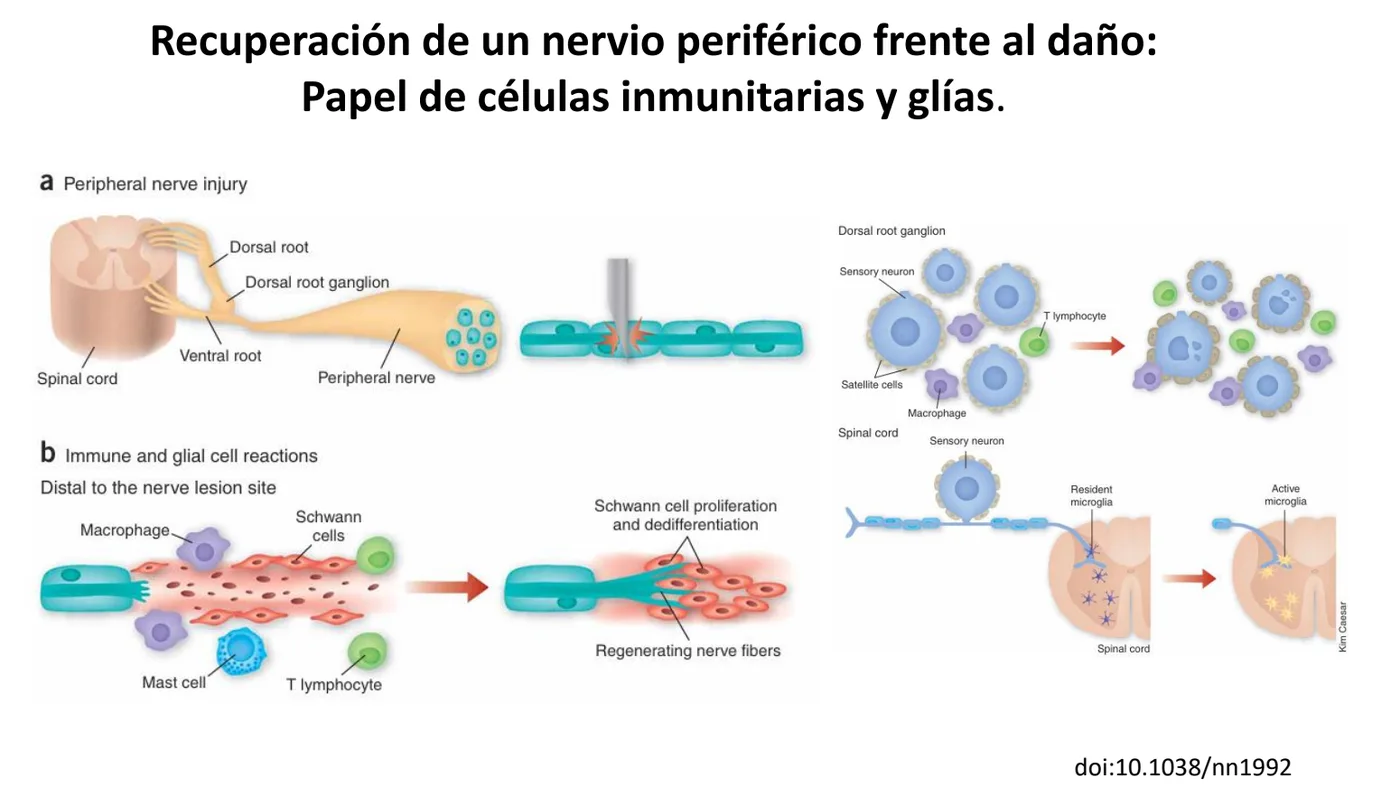 Recuperación de un nervio periférico frente al daño:
Papel de células inmunitarias y glías.
a Peripheral nerve injury
Dorsal root
Dorsal root ganglion
Ventral root
Spinal cord
Peripheral nerve
b Immune and glial cell reactions
Distal to the nerve lesion site
Macrophage
Schwann
cells
Mast cell
T lymphocyte
Schwann cell proliferation
and dedifferentiation
Regenerating nerve fibers
Dorsal root ganglion
Sensory neuron
T lymphocyte
Satellite cells
Macrophage
Spinal cord
Sensory neuron
Resident
microglia
Active
microglia
Spinal cord
Kim Caesar
doi:10.1038/nn1992